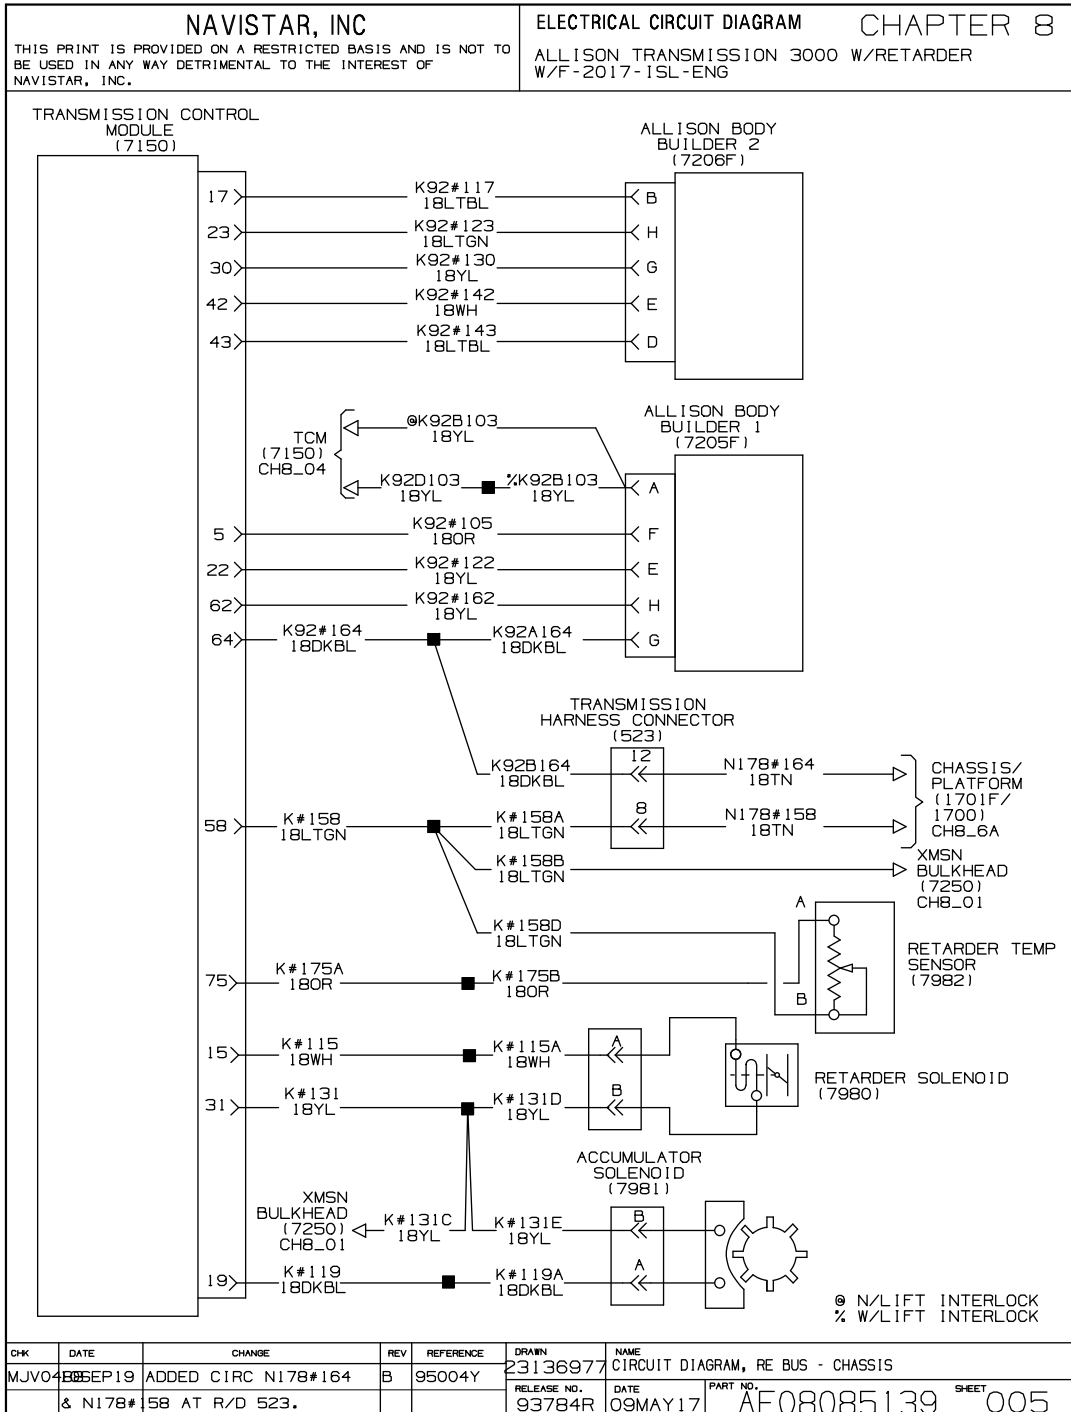 NAVISTAR, INC
THIS PRINT IS PROVIDED ON A RESTRICTED BASIS AND IS NOT TO
BE USED IN ANY WAY DETRIMENTAL TO THE INTEREST OF
NAVISTAR, INC.
ELECTRICAL CIRCUIT DIAGRAM CHAPTER 8
ALLISON TRANSMISSION 3000 W/RETARDER
W/F-2017-ISL-ENG
TRANSMISSION CONTROL
MODULE
(7150)
ALLISON BODY
BUILDER 2
(7206F)
17 K92#117 B
18LTBL
23 K92#123 H
18LTGN
30 K92#130 G
18YL
42 K92#142 E
18WH
43 K92#143 D
18LTBL
ALLISON BODY
BUILDER 1
(7205F)
TCM
(7150)
CH8_04
@K92B103
18YL
K92D103 %K92B103 A
18YL 18YL
5 K92#105 F
18OR
22 K92#122 E
18YL
62 K92#162 H
18YL
64 K92#164 K92A164 G
18DKBL 18DKBL
TRANSMISSION
HARNESS CONNECTOR
(523)
K92B164 12 N178#164
18DKBL 18TN
CHASSIS/
PLATFORM
(1701F/
1700)
CH8_6A
58 K#158 K#158A 8 N178#158
18LTGN 18LTGN 18TN
K#158B
18LTGN
XMSN
BULKHEAD
(7250)
CH8_01
K#158D
18LTGN
A
B
RETARDER TEMP
SENSOR
(7982)
75 K#175A K#175B
18OR 18OR
15 K#115 K#115A A
18WH 18WH
31 K#131 K#131D B
18YL 18YL
RETARDER SOLENOID
(7980)
ACCUMULATOR
SOLENOID
(7981)
XMSN
BULKHEAD
(7250)
CH8_01
K#131C K#131E B
18YL 18YL
19 K#119 K#119A A
18DKBL 18DKBL
@ N/LIFT INTERLOCK
% W/LIFT INTERLOCK
CHK DATE CHANGE REV REFERENCE DRAWN NAME
ADDED CIRC N178#164 B 95004Y 23136977 CIRCUIT DIAGRAM, RE BUS - CHASSIS
& N178#158 AT R/D 523.
RELEASE NO. DATE PART NO. SHEET
93784R 09MAY17 AF08085139 005